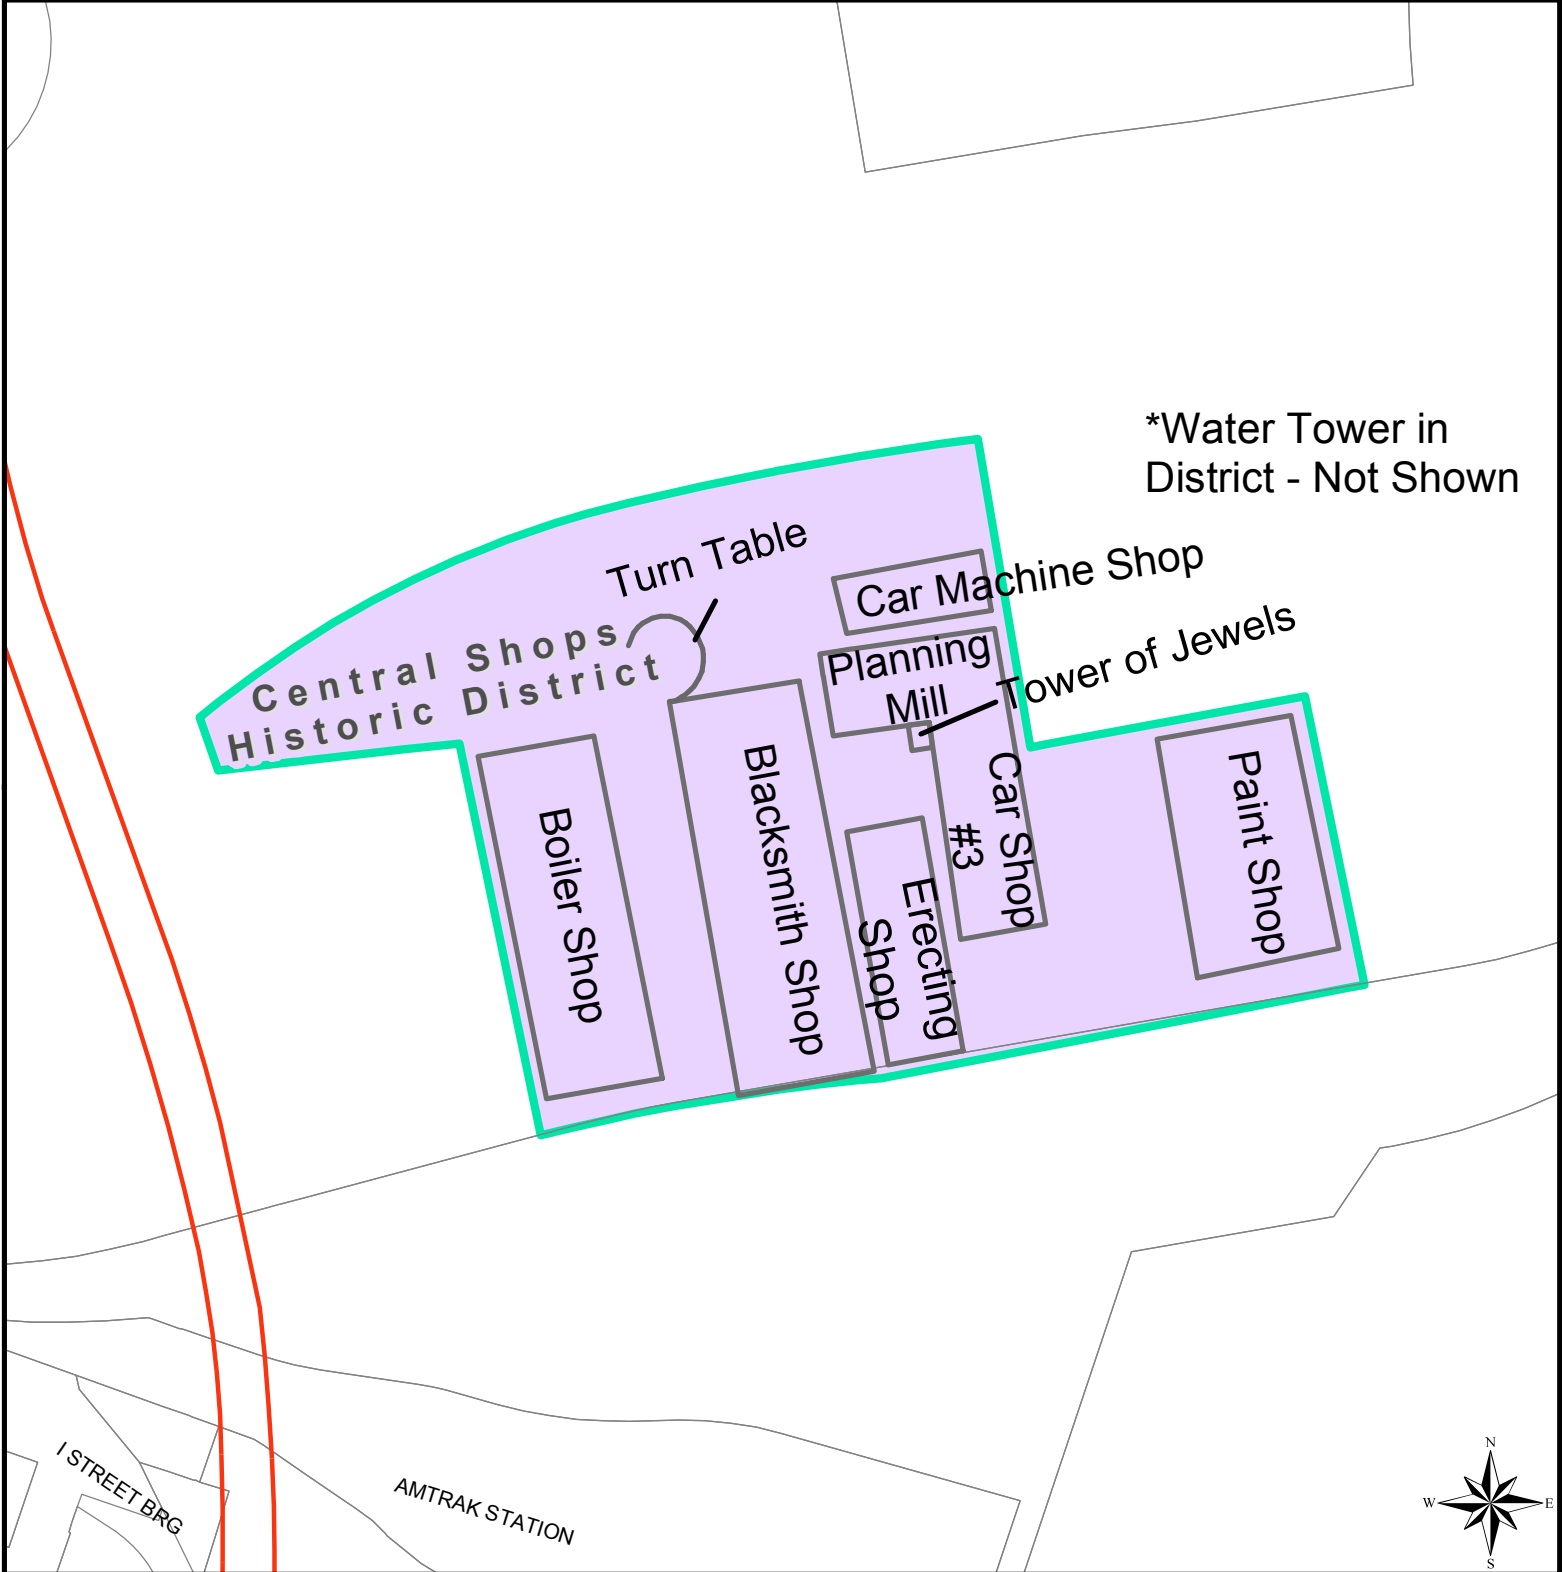 *Water Tower in
District - Not Shown
Turn Table
Car Machine Shop
Central Shops
Historic District
Planning
Mill
Tower of Jewels
Boiler Shop
Blacksmith Shop
Erecting
Shop
Car Shop
#3
Paint Shop
I STREET BRG
AMTRAK STATION
N
W
E
S